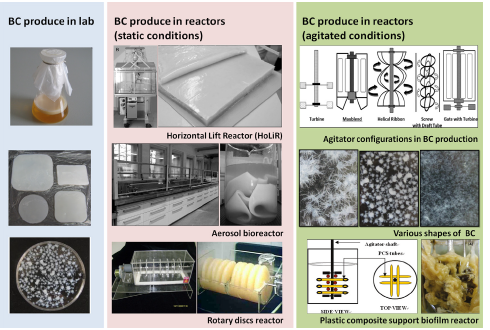 BC produce in lab
BC produce in reactors
(static conditions)
Horizontal Lift Reactor (HoLiR)
Aerosol bioreactor
Rotary discs reactor
BC produce in reactors
(agitated conditions)
Turbine
Maxblend
Helical Ribbon
Screw
with Draft Tube
Gate with Turbine
Agitator configurations in BC production
Various shapes of BC
Agitator shaft
PCS-tubes
SIDE-VIEW
TOP-VIEW
Plastic composite support biofilm reactor